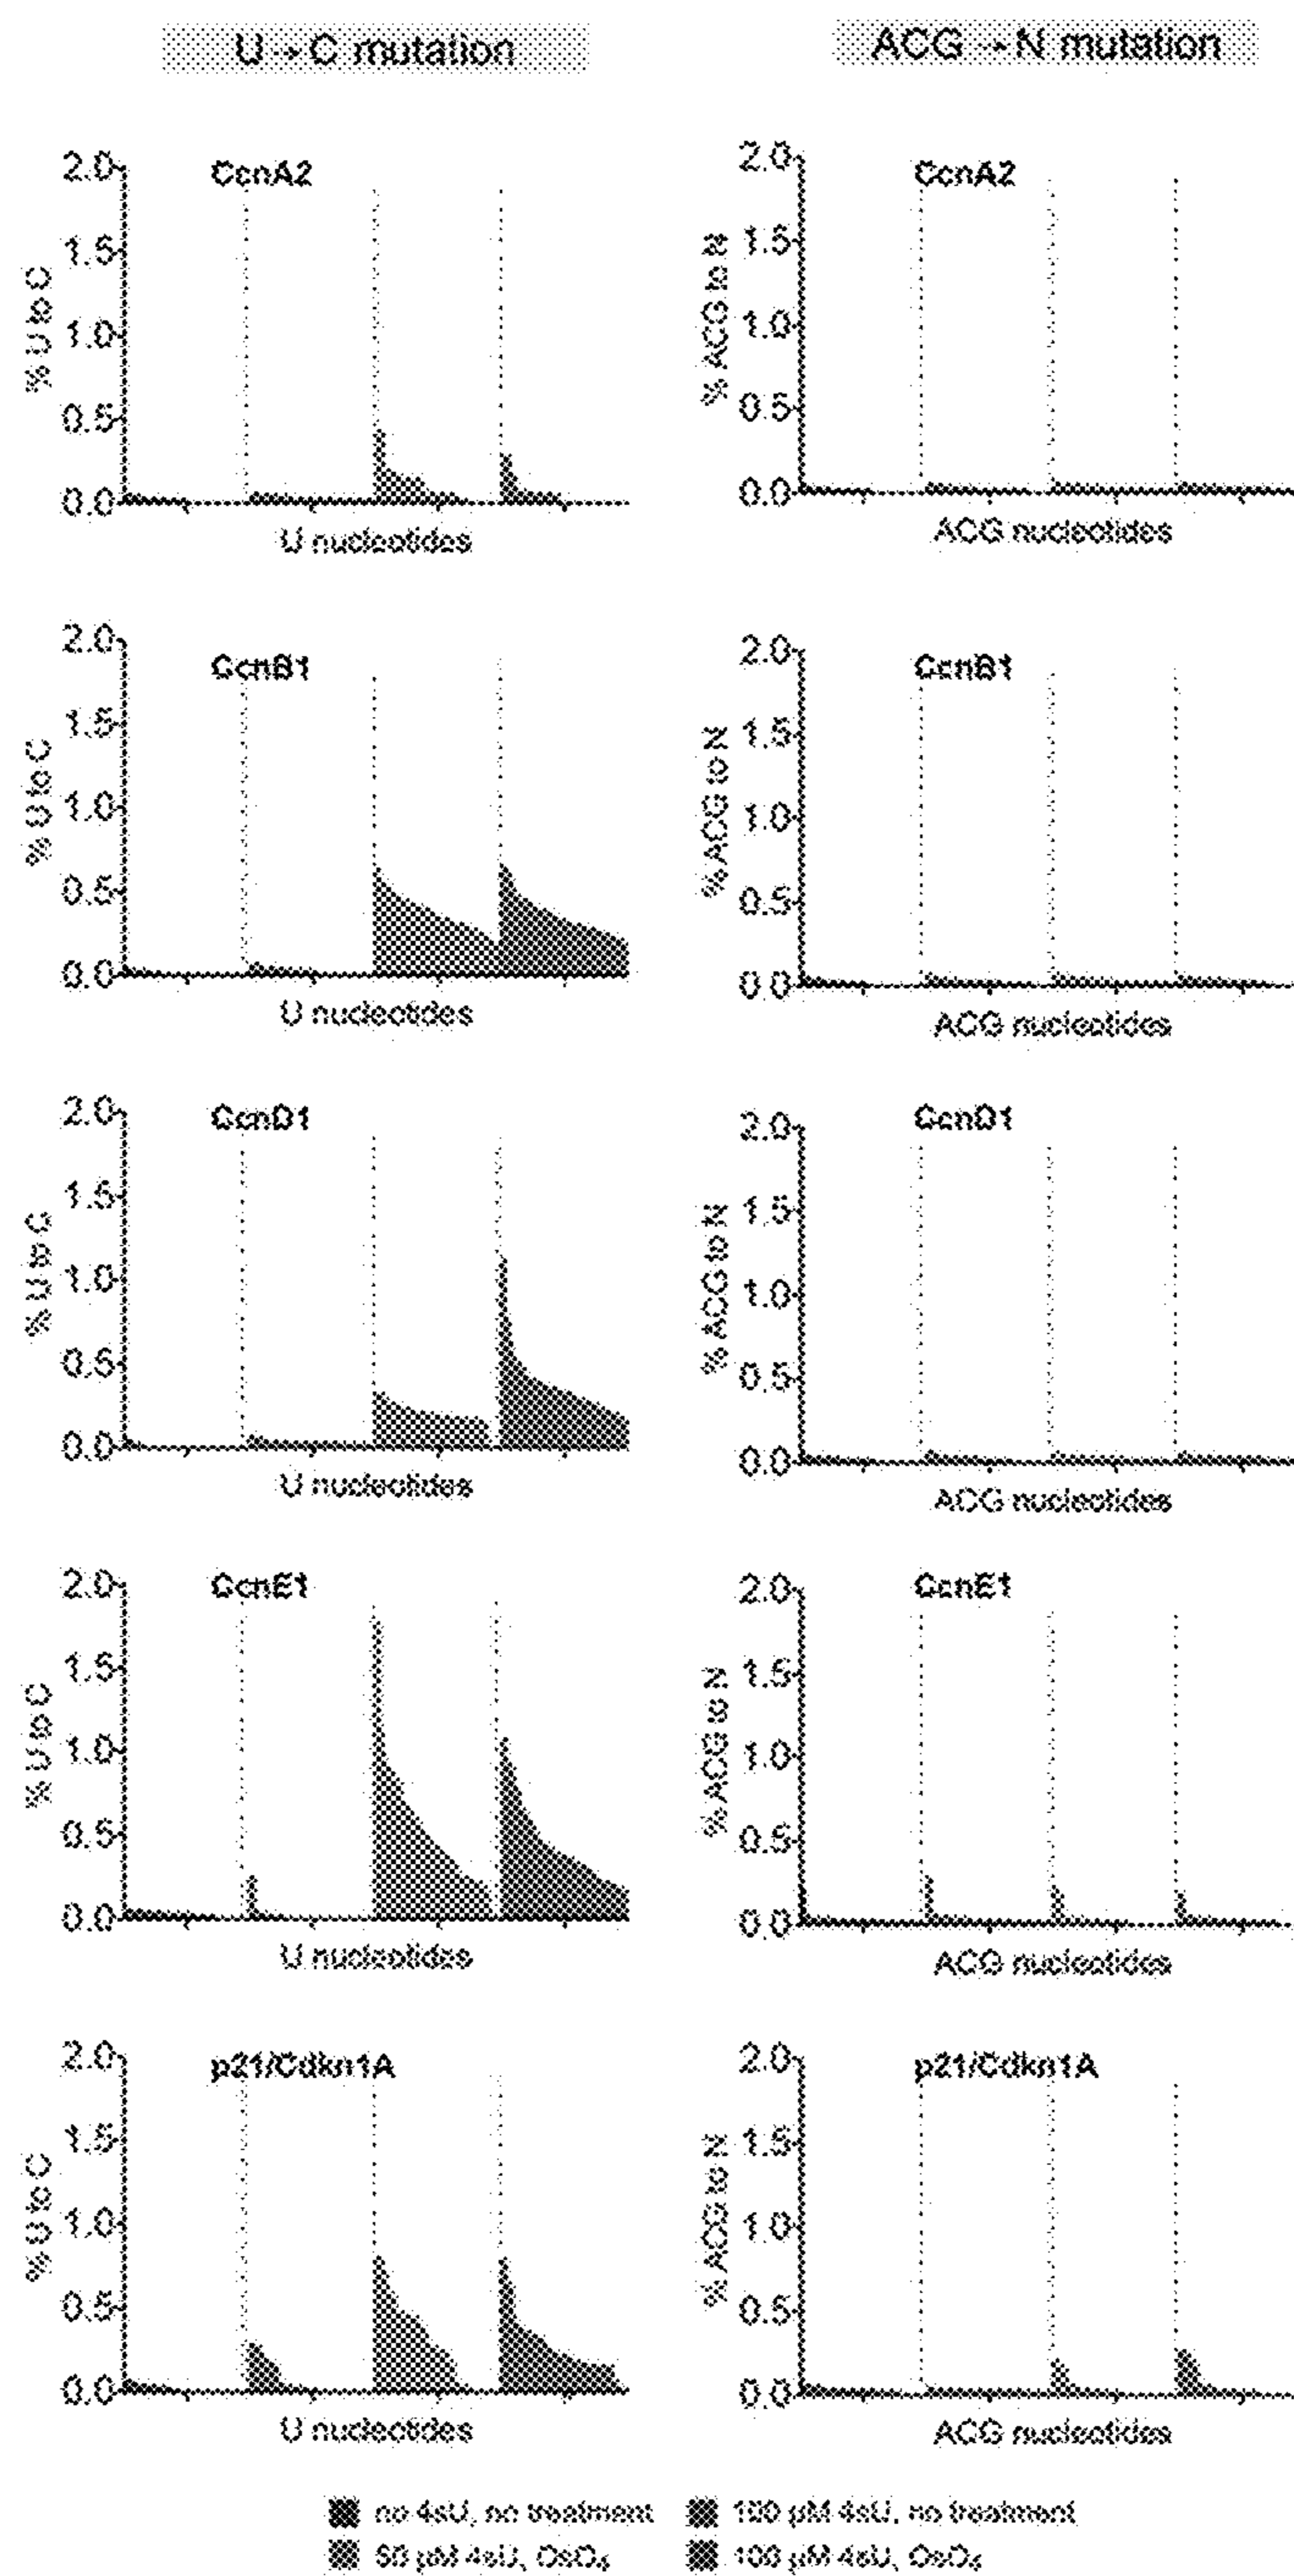 U→C mutation
ACG→N mutation
2.0
1.5
1.0
0.5
0.0
CcnA2
% U to C
U nucleotides
2.0
1.5
1.0
0.5
0.0
CcnA2
% ACG to N
ACG nucleotides
2.0
1.5
1.0
0.5
0.0
CcnB1
% U to C
U nucleotides
2.0
1.5
1.0
0.5
0.0
CcnB1
% ACG to N
ACG nucleotides
2.0
1.5
1.0
0.5
0.0
CcnD1
% U to C
U nucleotides
2.0
1.5
1.0
0.5
0.0
CcnD1
% ACG to N
ACG nucleotides
2.0
1.5
1.0
0.5
0.0
CcnE1
% U to C
U nucleotides
2.0
1.5
1.0
0.5
0.0
CcnE1
% ACG to N
ACG nucleotides
2.0
1.5
1.0
0.5
0.0
p21/Cdkn1A
% U to C
U nucleotides
2.0
1.5
1.0
0.5
0.0
p21/Cdkn1A
% ACG to N
ACG nucleotides
no 4sU, no treatment
100 µM 4sU, no treatment
50 µM 4sU, OsO₄
100 µM 4sU, OsO₄